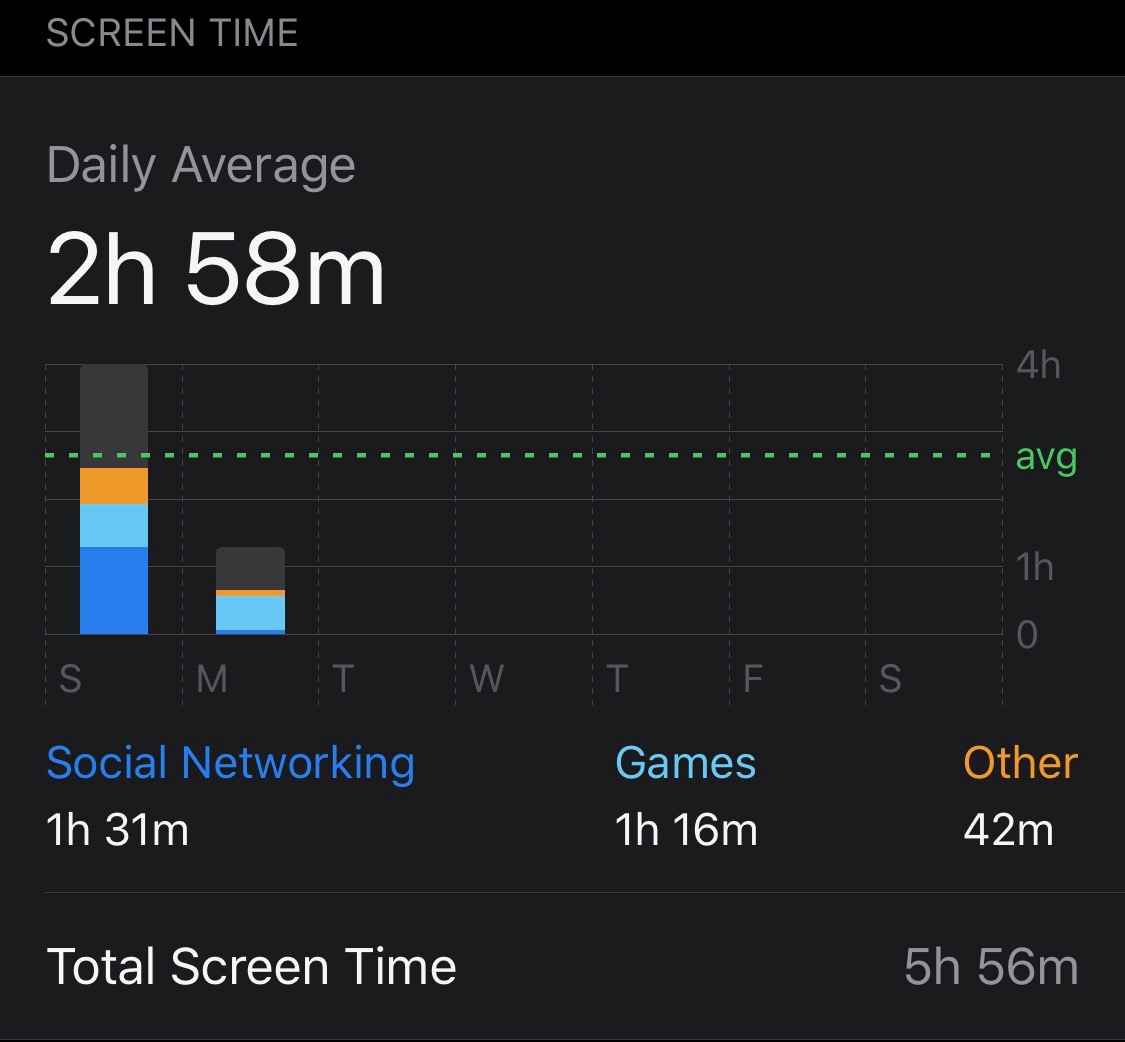 SCREEN TIME
Daily Average
2h 58m
4h
avg
1h
0
S M T W T F S
Social Networking Games Other
1h 31m 1h 16m 42m
Total Screen Time 5h 56m